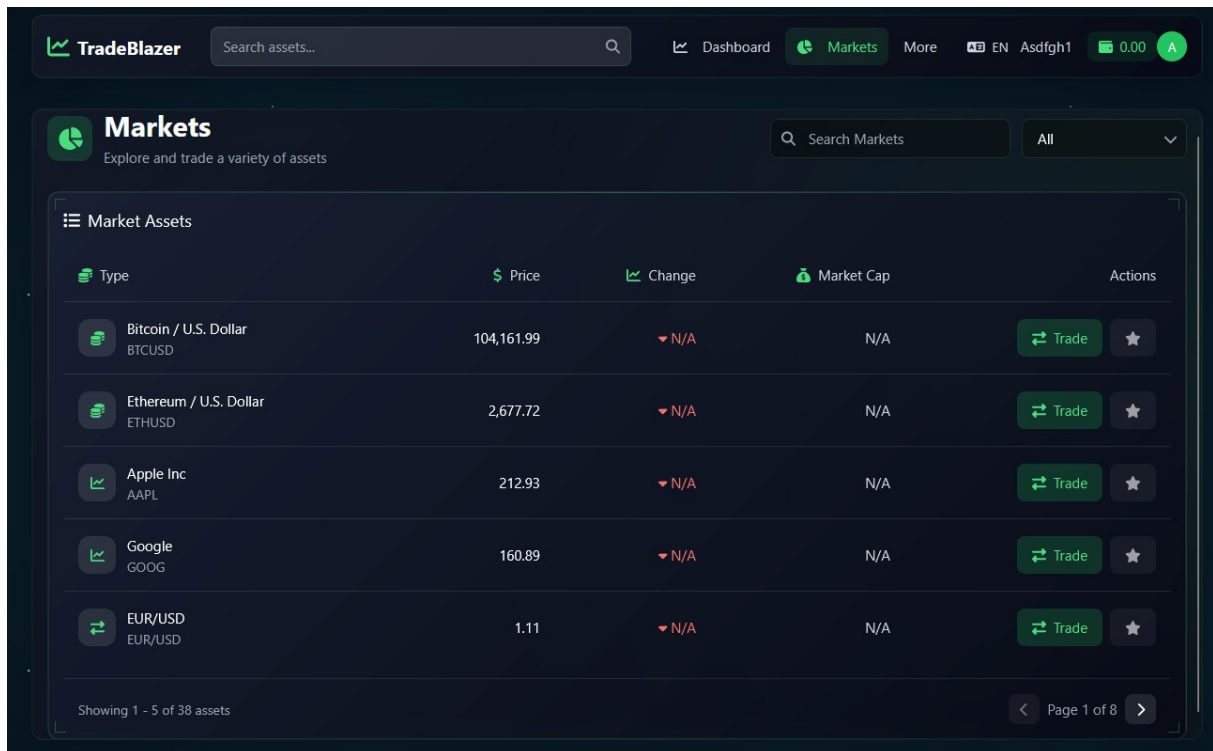 TradeBlazer Search assets... Dashboard Markets More EN Asdfgh1 0.00 A
Markets
Explore and trade a variety of assets
Search Markets All
Market Assets
Type $ Price Change Market Cap Actions
Bitcoin / U.S. Dollar
BTCUSD
104,161.99 N/A N/A Trade
Ethereum / U.S. Dollar
ETHUSD
2,677.72 N/A N/A Trade
Apple Inc
AAPL
212.93 N/A N/A Trade
Google
GOOG
160.89 N/A N/A Trade
EUR/USD
EUR/USD
1.11 N/A N/A Trade
Showing 1 - 5 of 38 assets Page 1 of 8